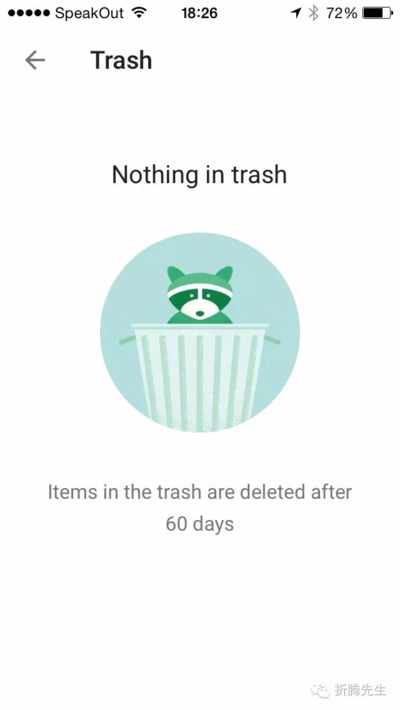 SpeakOut 18:26 72%
Trash
Nothing in trash
Items in the trash are deleted after
60 days
折腾先生